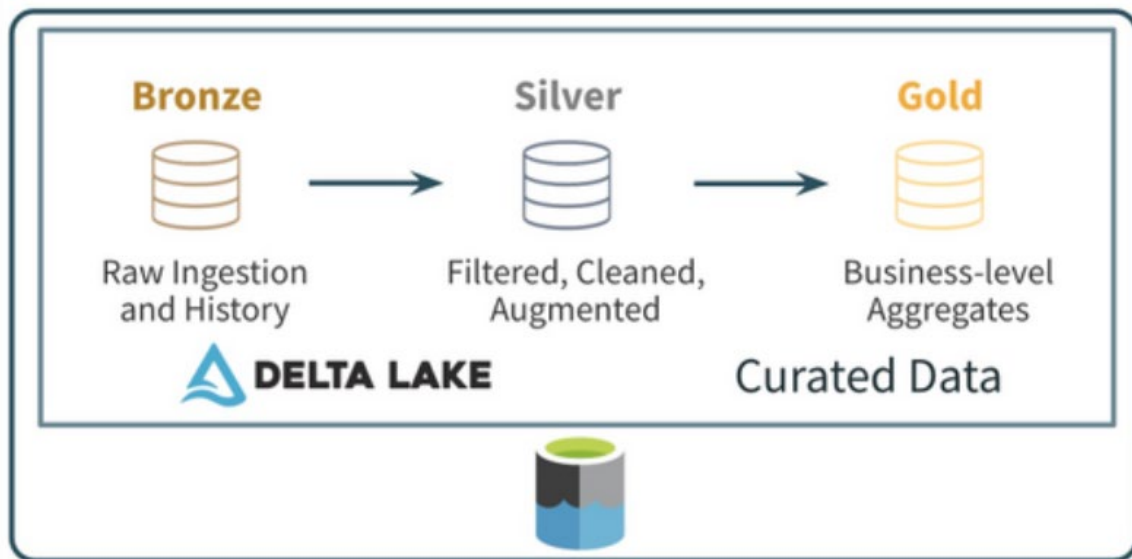 Bronze
Silver
Gold
Raw Ingestion
and History
Filtered, Cleaned,
Augmented
Business-level
Aggregates
DELTA LAKE
Curated Data